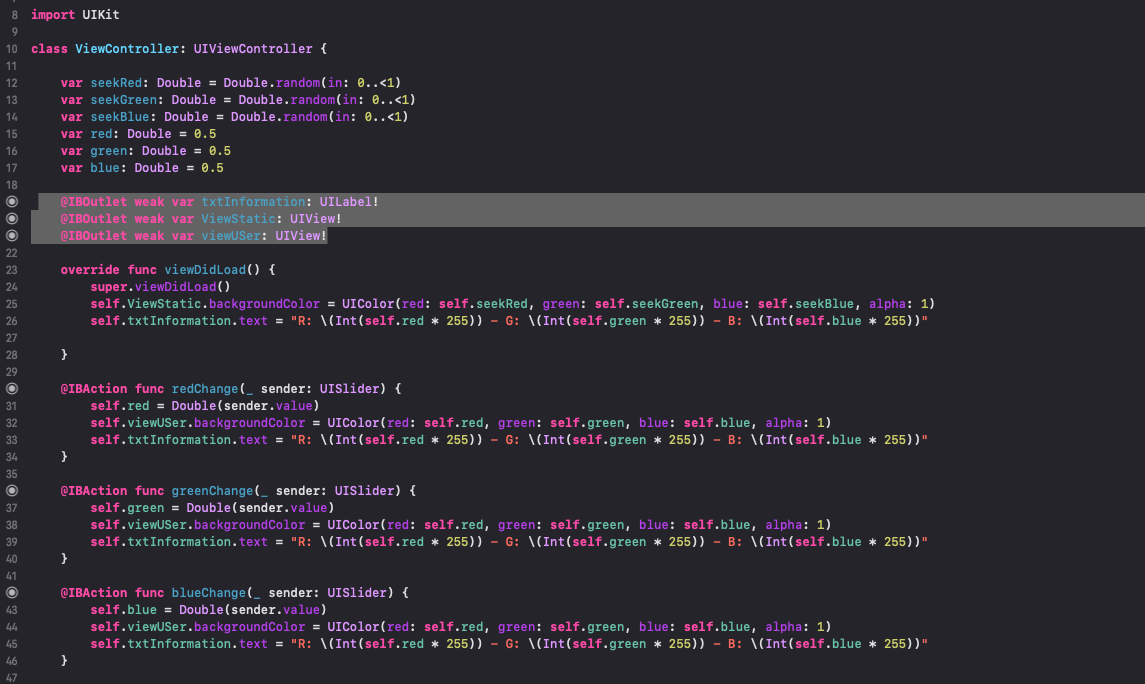 8 import UIKit
9
10 class ViewController: UIViewController {
11
12 var seekRed: Double = Double.random(in: 0..<1)
13 var seekGreen: Double = Double.random(in: 0..<1)
14 var seekBlue: Double = Double.random(in: 0..<1)
15 var red: Double = 0.5
16 var green: Double = 0.5
17 var blue: Double = 0.5
18
@IBOutlet weak var txtInformation: UILabel!
@IBOutlet weak var ViewStatic: UIView!
@IBOutlet weak var viewUSer: UIView!
22
23 override func viewDidLoad() {
24 super.viewDidLoad()
25 self.ViewStatic.backgroundColor = UIColor(red: self.seekRed, green: self.seekGreen, blue: self.seekBlue, alpha: 1)
26 self.txtInformation.text = "R: \(Int(self.red * 255)) - G: \(Int(self.green * 255)) - B: \(Int(self.blue * 255))"
27
28 }
29
@IBAction func redChange(_ sender: UISlider) {
31 self.red = Double(sender.value)
32 self.viewUSer.backgroundColor = UIColor(red: self.red, green: self.green, blue: self.blue, alpha: 1)
33 self.txtInformation.text = "R: \(Int(self.red * 255)) - G: \(Int(self.green * 255)) - B: \(Int(self.blue * 255))"
34 }
35
@IBAction func greenChange(_ sender: UISlider) {
37 self.green = Double(sender.value)
38 self.viewUSer.backgroundColor = UIColor(red: self.red, green: self.green, blue: self.blue, alpha: 1)
39 self.txtInformation.text = "R: \(Int(self.red * 255)) - G: \(Int(self.green * 255)) - B: \(Int(self.blue * 255))"
40 }
41
@IBAction func blueChange(_ sender: UISlider) {
43 self.blue = Double(sender.value)
44 self.viewUSer.backgroundColor = UIColor(red: self.red, green: self.green, blue: self.blue, alpha: 1)
45 self.txtInformation.text = "R: \(Int(self.red * 255)) - G: \(Int(self.green * 255)) - B: \(Int(self.blue * 255))"
46 }
47